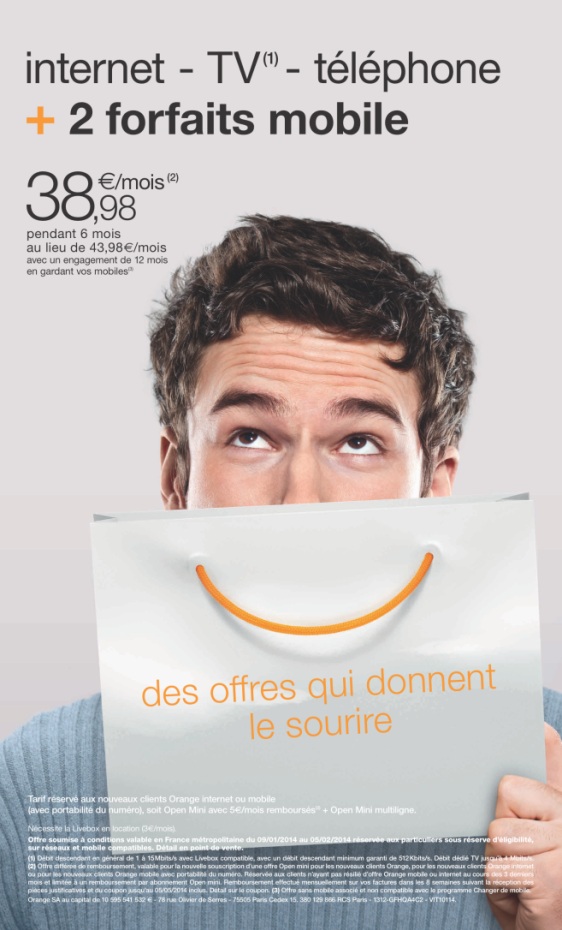 internet - TV(1) - téléphone
+ 2 forfaits mobile
38,98 €/mois (2)
pendant 6 mois
au lieu de 43,98€/mois
avec un engagement de 12 mois
en gardant vos mobiles(3)
des offres qui donnent
le sourire
Tarif réservé aux nouveaux clients Orange internet ou mobile
(avec portabilité du numéro), soit Open Mini avec 5€/mois remboursés(2) + Open Mini multiligne.
Nécessite la Livebox en location (3€/mois).
Offre soumise à conditions valable en France métropolitaine du 09/01/2014 au 05/02/2014 réservée aux particuliers sous réserve d'éligibilité,
sur réseaux et mobile compatibles. Détail en point de vente.
(1) Débit descendant en général de 1 à 15Mbits/s avec Livebox compatible, avec un débit descendant minimum garanti de 512Kbits/s. Débit dédié TV jusqu'à 4 Mbits/s.
(2) Offre différée de remboursement, valable pour la nouvelle souscription d'une offre Open mini pour les nouveaux clients Orange, pour les nouveaux clients Orange internet
ou pour les nouveaux clients Orange mobile avec portabilité du numéro. Réservée aux clients n'ayant pas résilié d'offre Orange mobile ou internet au cours des 3 derniers
mois et limitée à un remboursement par abonnement Open mini. Remboursement effectué mensuellement sur vos factures dans les 8 semaines suivant la réception des
pièces justificatives et du coupon jusqu'au 05/03/2014 inclus. Détail sur le coupon. (3) Offre sans mobile associé et non compatible avec le programme Changer de mobile.
Orange SA au capital de 10 595 541 532 € - 78 rue Olivier de Serres - 75505 Paris Cedex 15. 380 129 866 RCS Paris - 1312-GFHQA4C2 - VIT10114.